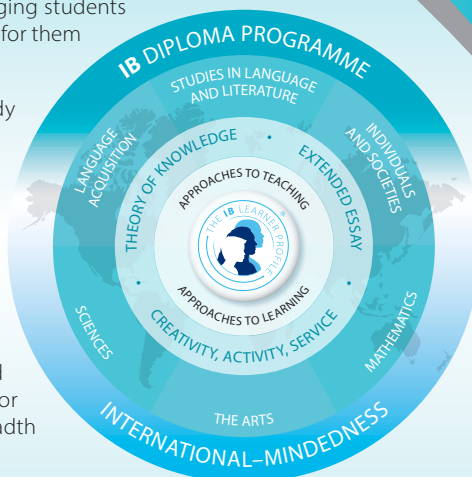 ging students
for them
dy
d
or
adth
IB DIPLOMA PROGRAMME
STUDIES IN LANGUAGE
AND LITERATURE
LANGUAGE
ACQUISITION
INDIVIDUALS
AND SOCIETIES
THEORY OF KNOWLEDGE
EXTENDED ESSAY
APPROACHES TO TEACHING
THE IB LEARNER PROFILE
®
APPROACHES TO LEARNING
CREATIVITY, ACTIVITY, SERVICE
SCIENCES
MATHEMATICS
THE ARTS
INTERNATIONAL–MINDEDNESS